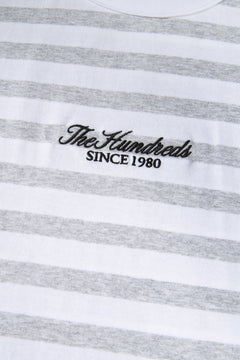 The Hundreds
SINCE 1980